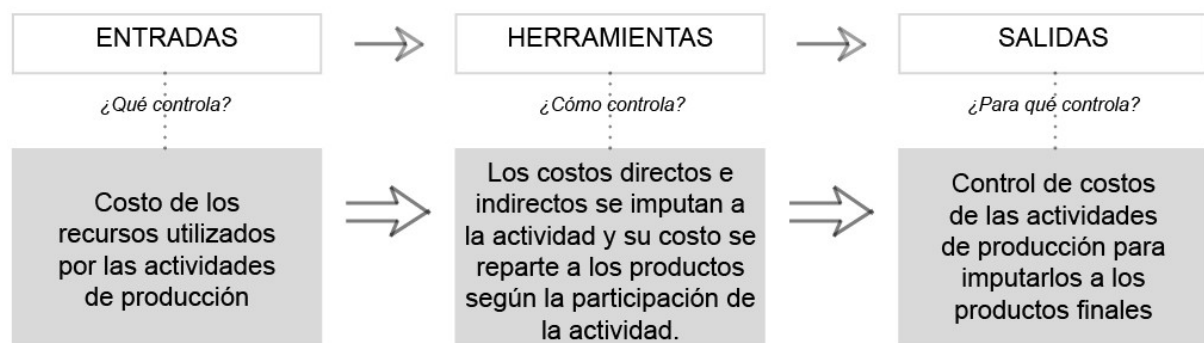 ENTRADAS
HERRAMIENTAS
SALIDAS
¿Qué controla?
¿Cómo controla?
¿Para qué controla?
Costo de los
recursos utilizados
por las actividades
de producción
Los costos directos e
indirectos se imputan a
la actividad y su costo se
reparte a los productos
según la participación de
la actividad.
Control de costos
de las actividades
de producción para
imputarlos a los
productos finales